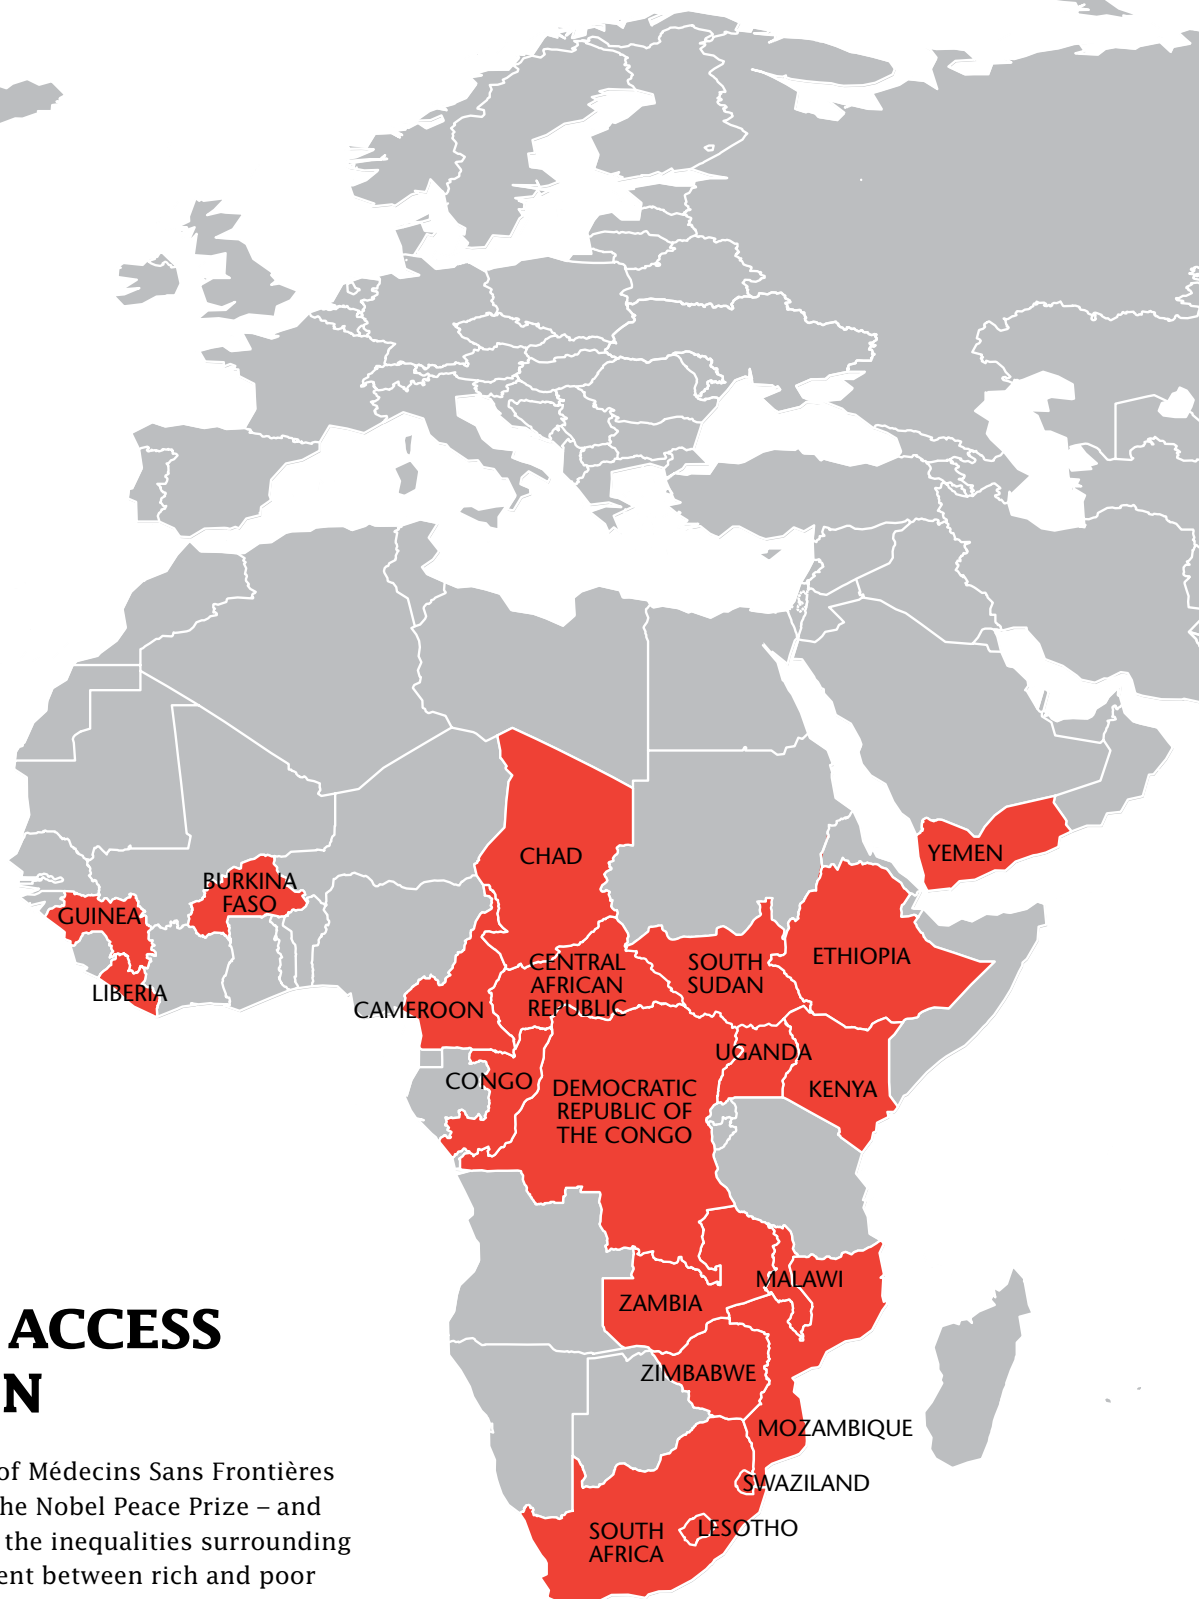 CHAD
YEMEN
BURKINA
FASO
GUINEA
LIBERIA
CENTRAL
AFRICAN
REPUBLIC
SOUTH
SUDAN
ETHIOPIA
CAMEROON
UGANDA
CONGO
KENYA
DEMOCRATIC
REPUBLIC OF
THE CONGO
MALAWI
ZAMBIA
ZIMBABWE
MOZAMBIQUE
SWAZILAND
LESOTHO
SOUTH
AFRICA
ACCESS
N
of Médecins Sans Frontières
he Nobel Peace Prize – and
the inequalities surrounding
ent between rich and poor